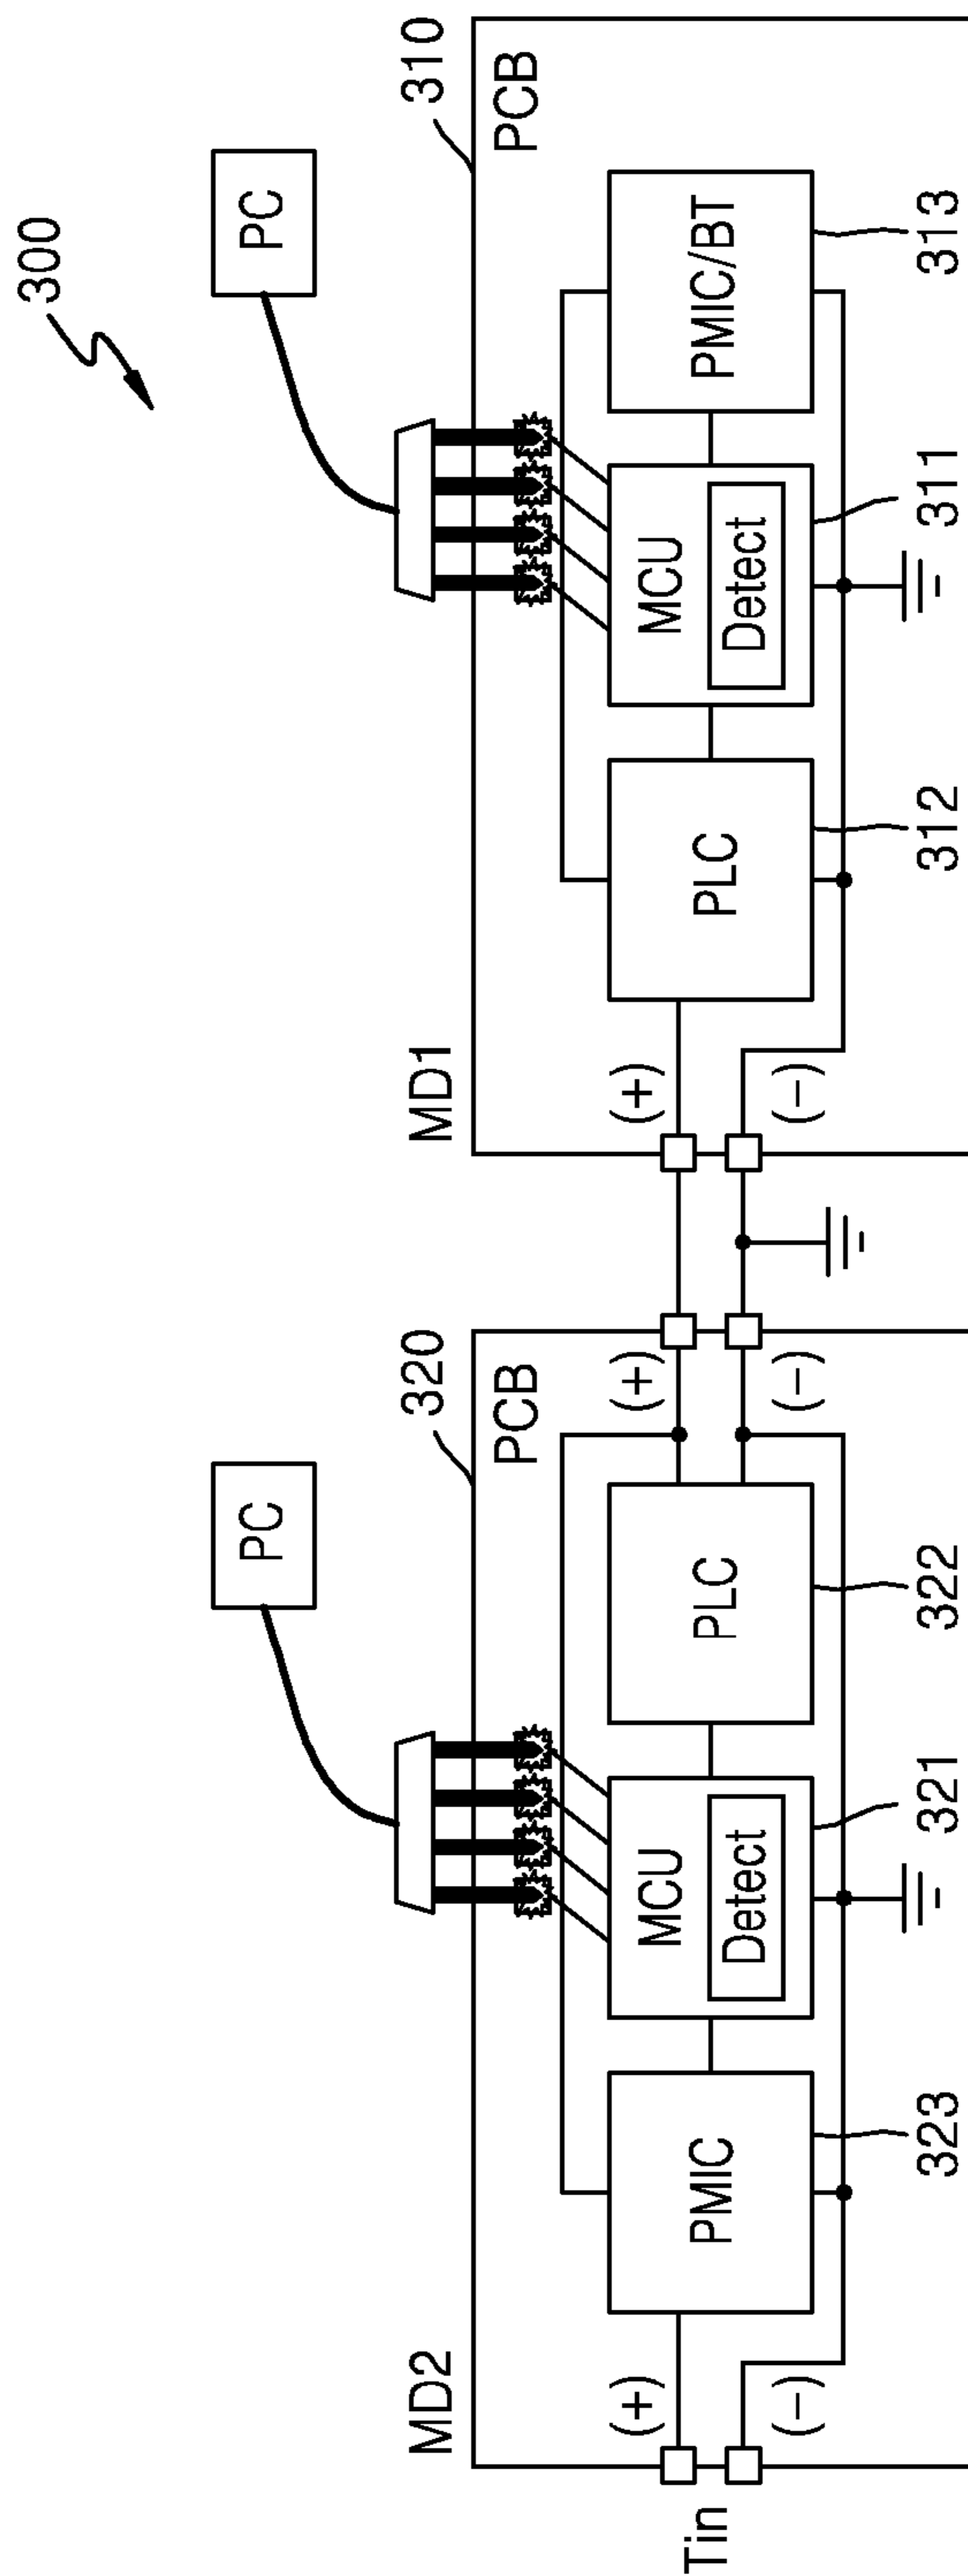 300
PC
PC
MD2
320
MD1
310
PCB
PCB
(+)
(+)
(+)
Tin
PMIC
MCU
Detect
PLC
PLC
MCU
Detect
PMIC/BT
(-)
(-)
(-)
323
321
322
312
311
313